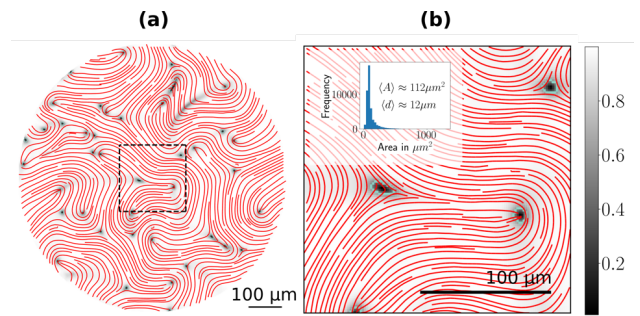 (a)
(b)
100 μm
Frequency
10000
0
⟨A⟩ ≈ 112μm²
⟨d⟩ ≈ 12μm
0
1000
Area in μm²
100 μm
0.8
0.6
0.4
0.2